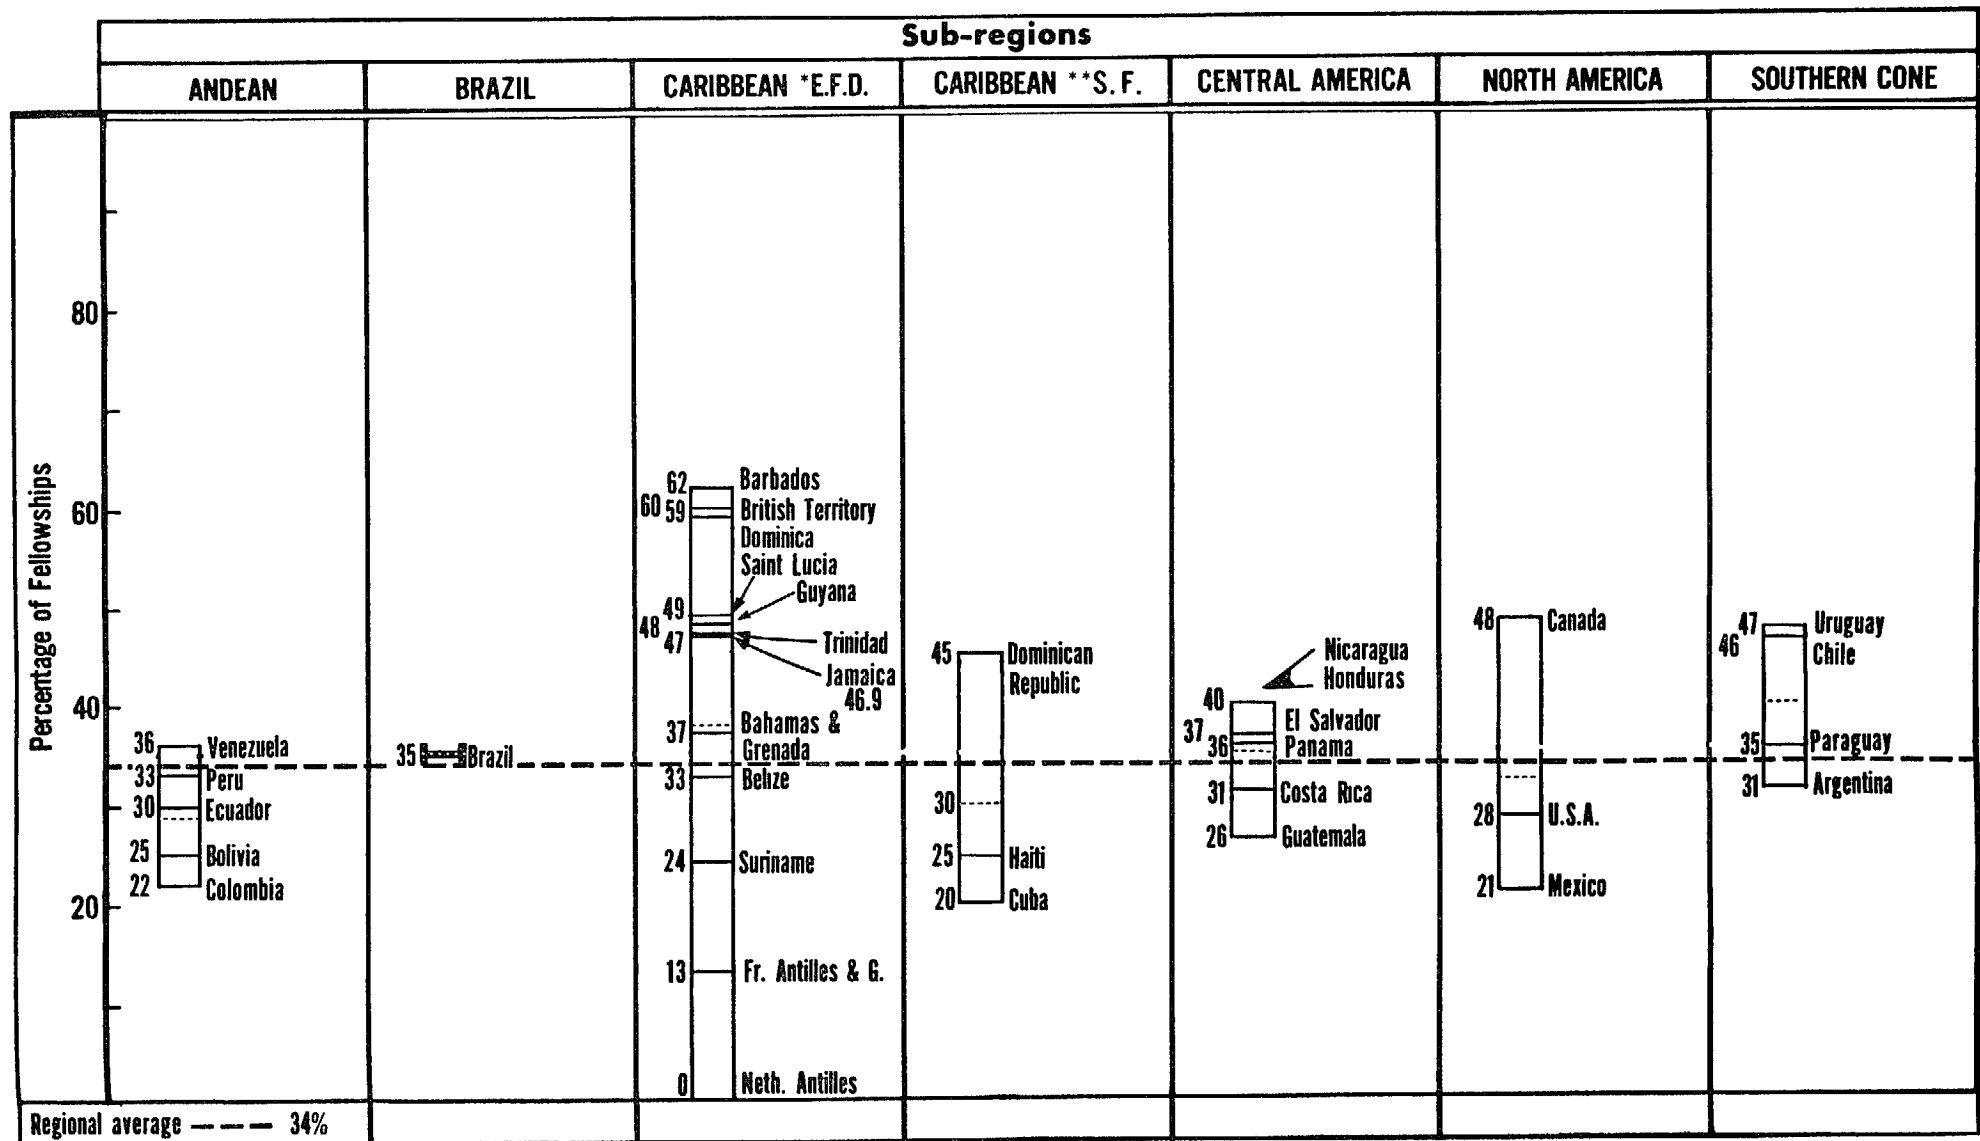 Sub-regions
ANDEAN
BRAZIL
CARIBBEAN *E.F.D.
CARIBBEAN **S.F.
CENTRAL AMERICA
NORTH AMERICA
SOUTHERN CONE
Percentage of Fellowships
80
60
40
20
36 Venezuela
33 Peru
30 Ecuador
25 Bolivia
22 Colombia
35 Brazil
62 Barbados
60 59 British Territory
Dominica
Saint Lucia
Guyana
49
48
47
Trinidad
Jamaica
46.9
37 Bahamas &
Grenada
33 Belize
24 Suriname
13 Fr. Antilles & G.
0 Neth. Antilles
45 Dominican
Republic
30
25 Haiti
20 Cuba
Nicaragua
Honduras
40
37 El Salvador
36 Panama
31 Costa Rica
26 Guatemala
48 Canada
28 U.S.A.
21 Mexico
47 Uruguay
46 Chile
35 Paraguay
31 Argentina
Regional average ---- 34%